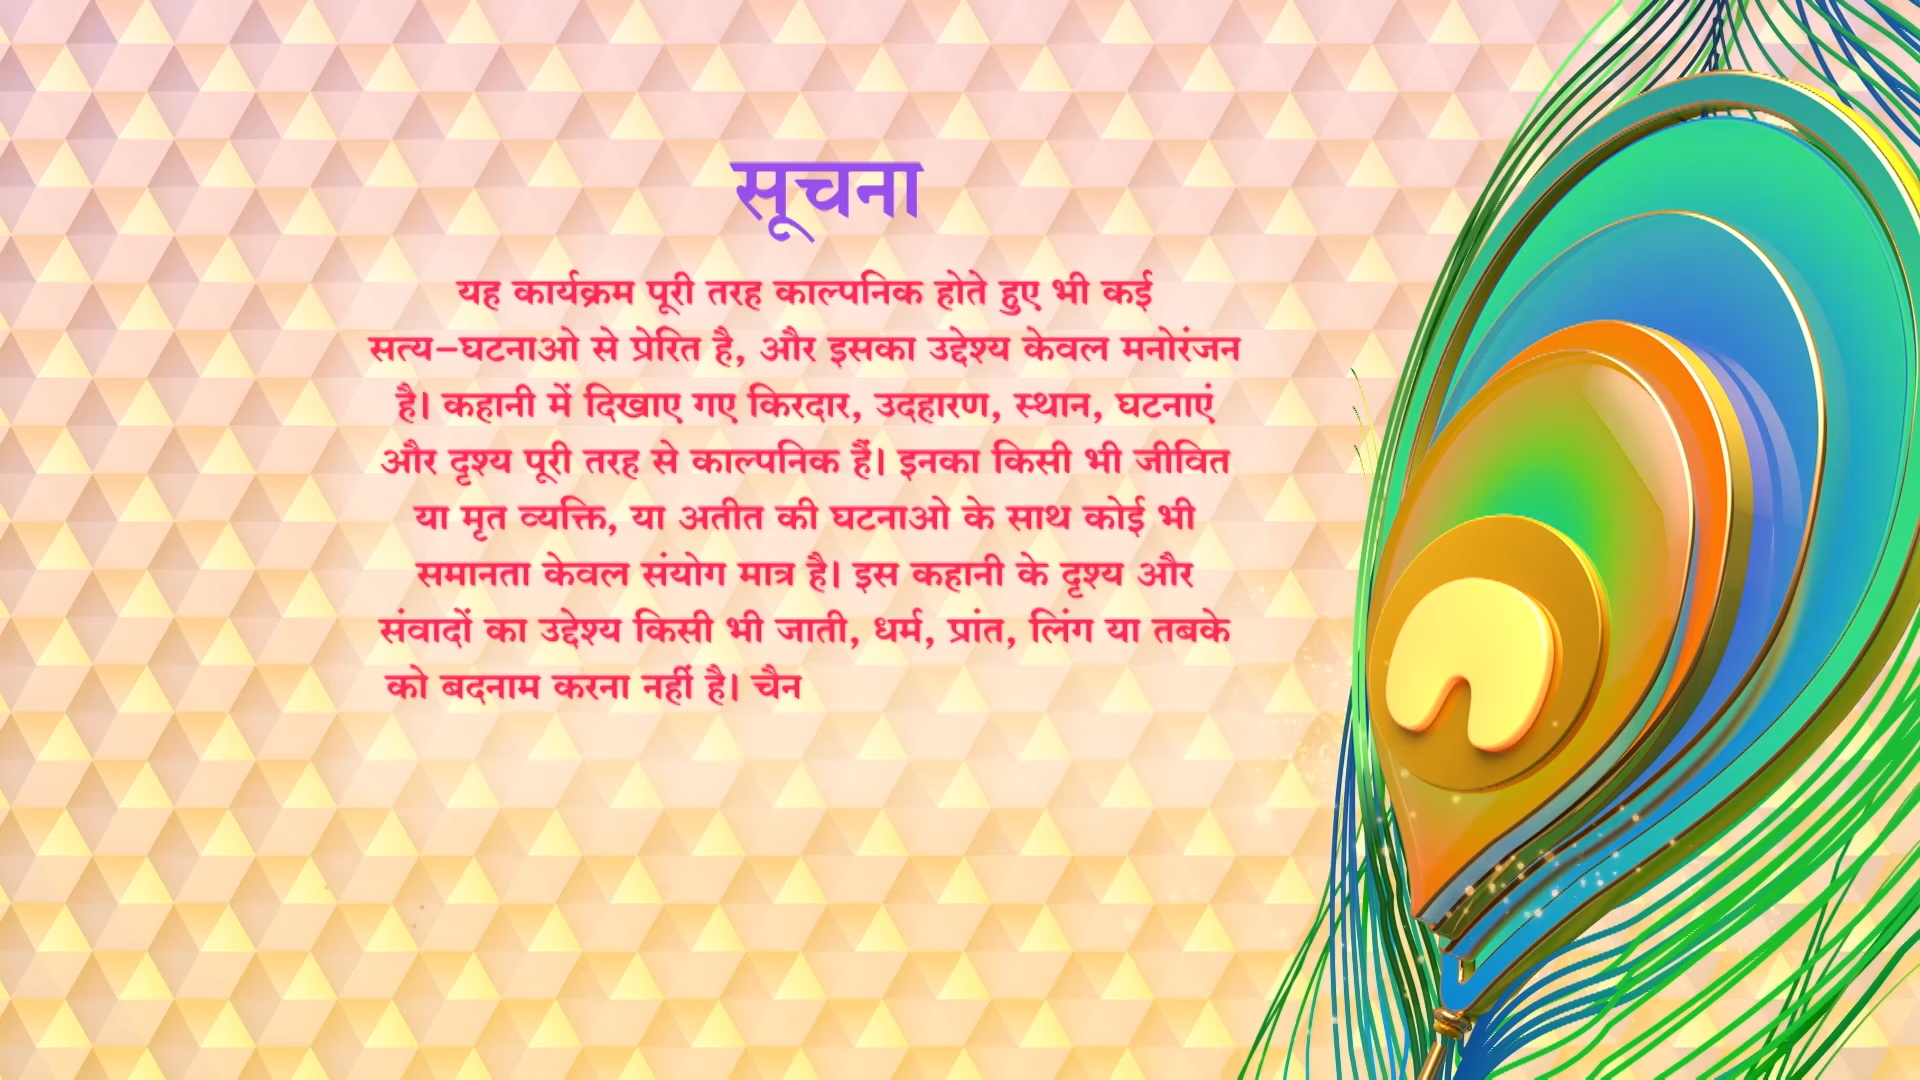 सूचना
यह कार्यक्रम पूरी तरह काल्पनिक होते हुए भी कई
सत्य-घटनाओ से प्रेरित है, और इसका उद्देश्य केवल मनोरंजन
है। कहानी में दिखाए गए किरदार, उदहारण, स्थान, घटनाएं
और दृश्य पूरी तरह से काल्पनिक हैं। इनका किसी भी जीवित
या मृत व्यक्ति, या अतीत की घटनाओ के साथ कोई भी
समानता केवल संयोग मात्र है। इस कहानी के दृश्य और
संवादों का उद्देश्य किसी भी जाती, धर्म, प्रांत, लिंग या तबके
को बदनाम करना नहीं है। चैन